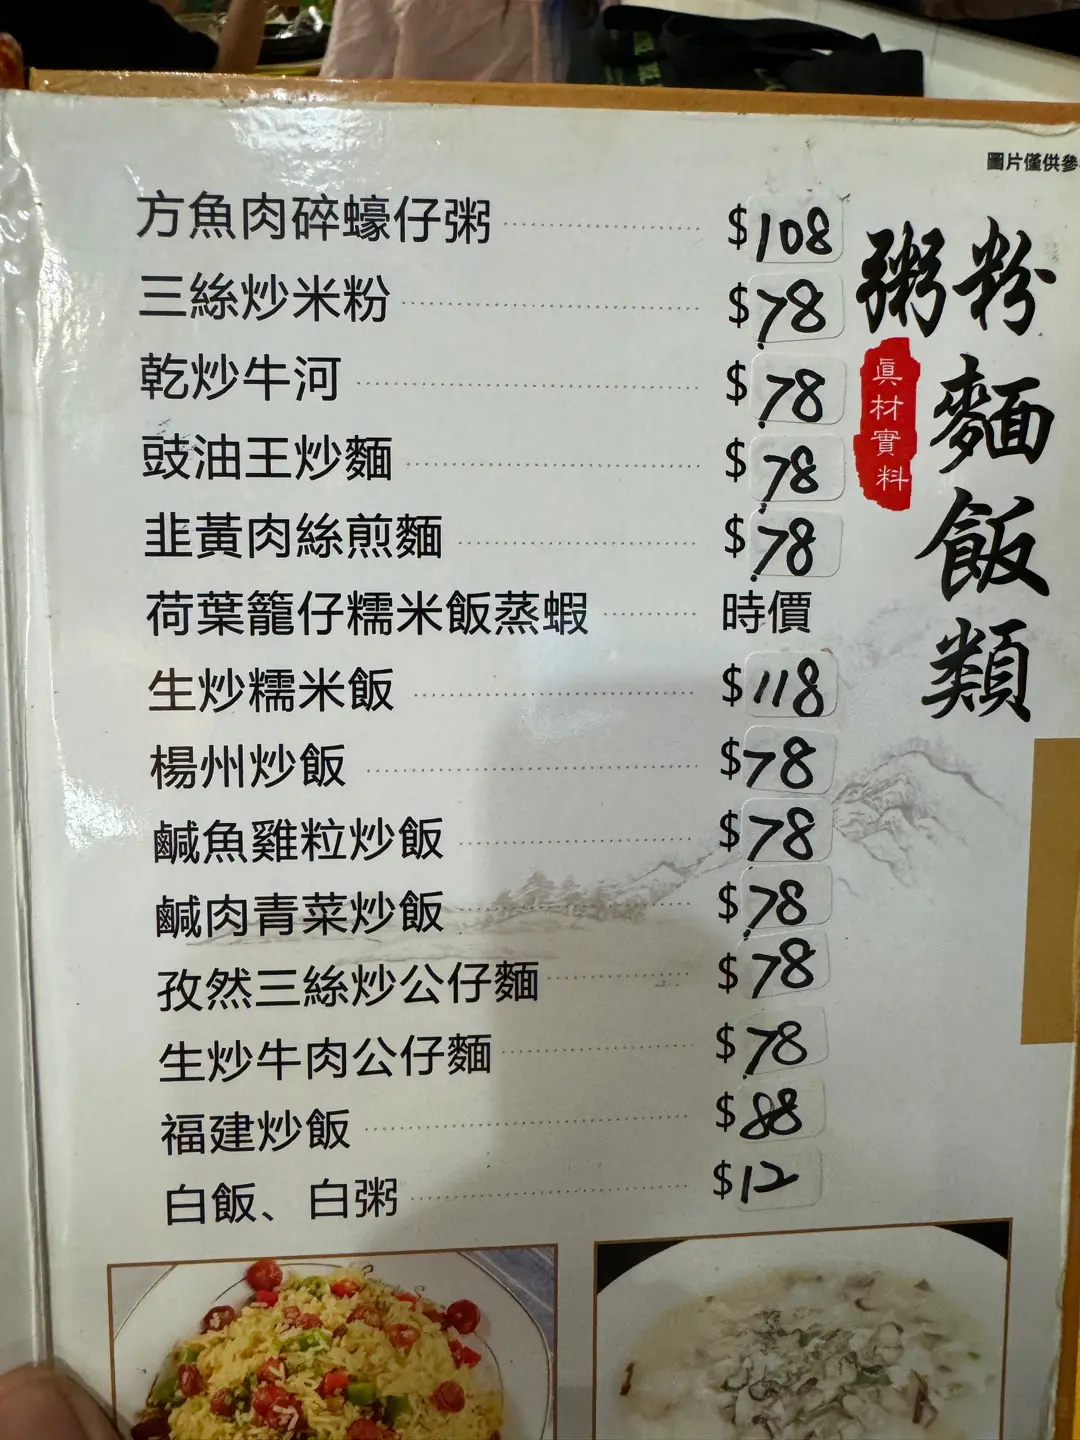 圖片僅供參
粥粉麵飯類
真材實料
方魚肉碎蠔仔粥 $108
三絲炒米粉 $78
乾炒牛河 $78
豉油王炒麵 $78
韭黃肉絲煎麵 $78
荷葉籠仔糯米飯蒸蝦 時價
生炒糯米飯 $118
楊州炒飯 $78
鹹魚雞粒炒飯 $78
鹹肉青菜炒飯 $78
孜然三絲炒公仔麵 $78
生炒牛肉公仔麵 $78
福建炒飯 $88
白飯、白粥 $12